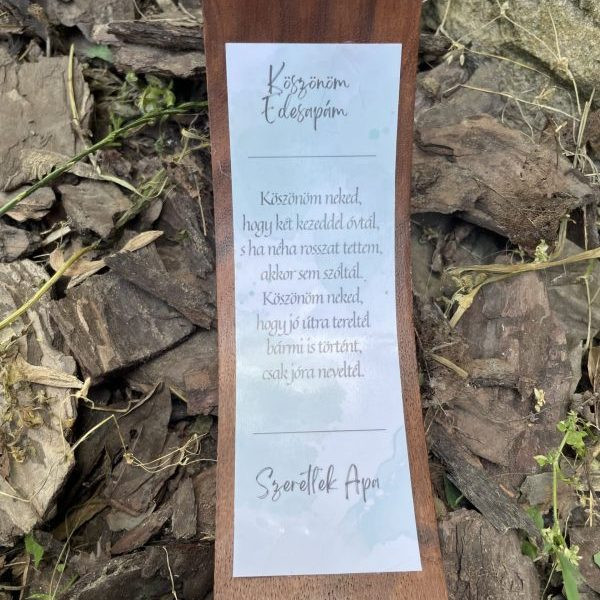 Köszönöm
Édesapám
Köszönöm neked,
hogy két kezeddel óvtál,
s ha néha rosszat tettem,
akkor sem szóltál.
Köszönöm neked,
hogy jó útra tereltél
bármi is történt,
csak jóra neveltél.
Szeretlek Apa